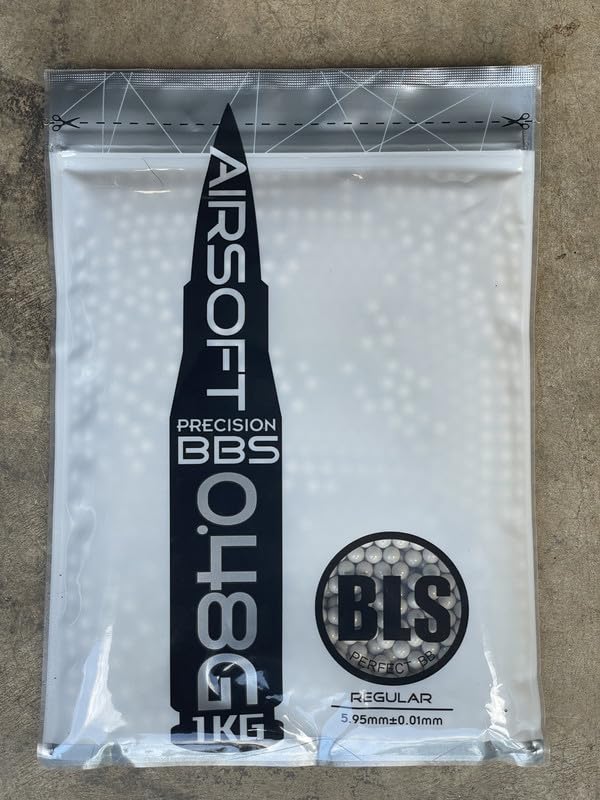 AIRSOFT
PRECISION
BBS
0.48G
1KG
BLS
PERFECT BB
REGULAR
5.95mm±0.01mm